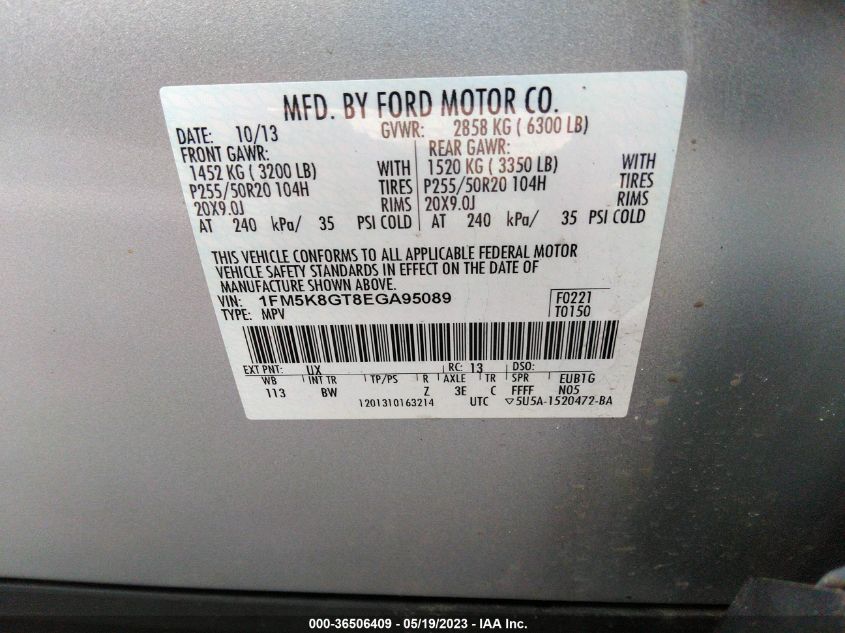 MFD. BY FORD MOTOR CO.
DATE: 10/13 GVWR: 2858 KG ( 6300 LB)
FRONT GAWR: REAR GAWR:
1452 KG ( 3200 LB) WITH 1520 KG ( 3350 LB) WITH
P255/50R20 104H TIRES P255/50R20 104H TIRES
20X9.0J RIMS 20X9.0J RIMS
AT 240 kPa/ 35 PSI COLD AT 240 kPa/ 35 PSI COLD
THIS VEHICLE CONFORMS TO ALL APPLICABLE FEDERAL MOTOR
VEHICLE SAFETY STANDARDS IN EFFECT ON THE DATE OF
MANUFACTURE SHOWN ABOVE.
VIN: 1FM5K8GT8EGA95089 F0221
TYPE: MPV T0150
EXT PNT: UX RC: 13 DSO:
WB INT TR TP/PS R AXLE TR SPR EUB1G
113 BW Z 3E C FFFF N05
1201310163214 UTC ▽5U5A-1520472-BA
000-36506409 - 05/19/2023 - IAA Inc.